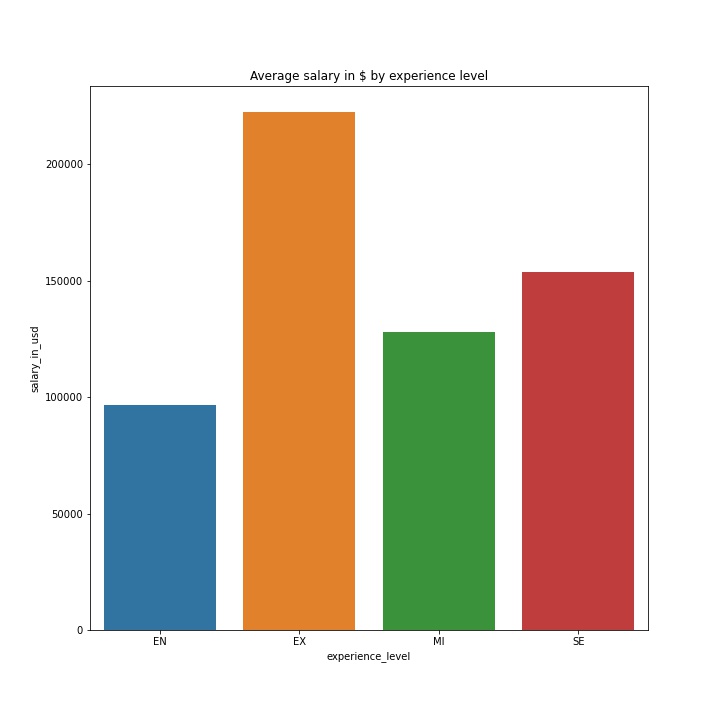 Average salary in $ by experience level
200000
150000
100000
50000
0
salary_in_usd
EN EX MI SE
experience_level